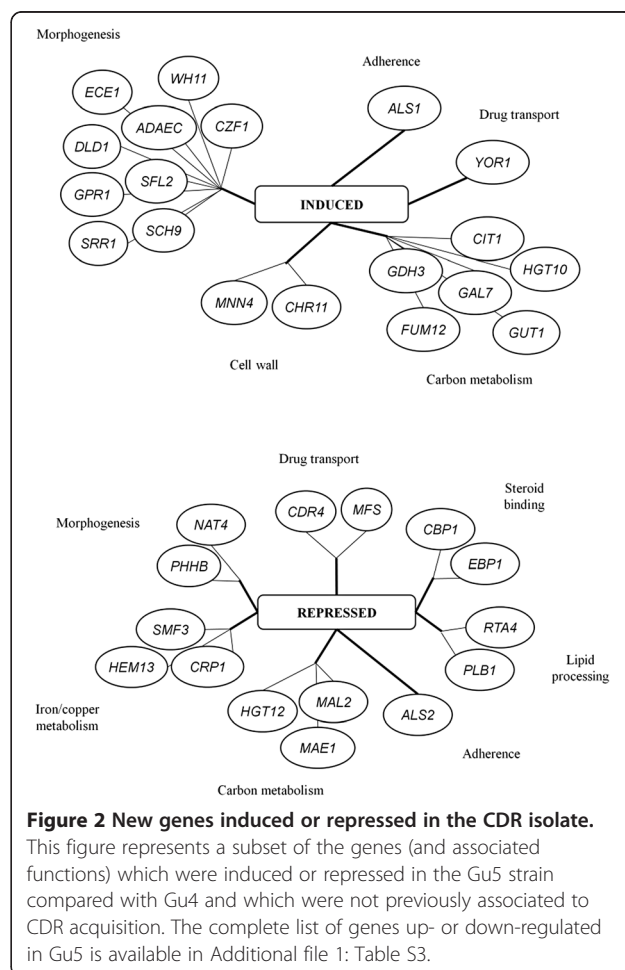 Morphogenesis
WH11
Adherence
ECE1
ALS1
ADAEC
CZF1
Drug transport
DLD1
YOR1
SFL2
GPR1
INDUCED
SCH9
SRR1
CIT1
GDH3
HGT10
GAL7
MNN4
CHR11
FUM12
GUT1
Cell wall
Carbon metabolism
Drug transport
Steroid
binding
CDR4
MFS
Morphogenesis
NAT4
CBP1
PHHB
EBP1
REPRESSED
SMF3
RTA4
HEM13
CRP1
PLB1
Lipid
processing
MAL2
HGT12
ALS2
Iron/copper
metabolism
MAE1
Adherence
Carbon metabolism
Figure 2 New genes induced or repressed in the CDR isolate.
This figure represents a subset of the genes (and associated
functions) which were induced or repressed in the Gu5 strain
compared with Gu4 and which were not previously associated to
CDR acquisition. The complete list of genes up- or down-regulated
in Gu5 is available in Additional file 1: Table S3.